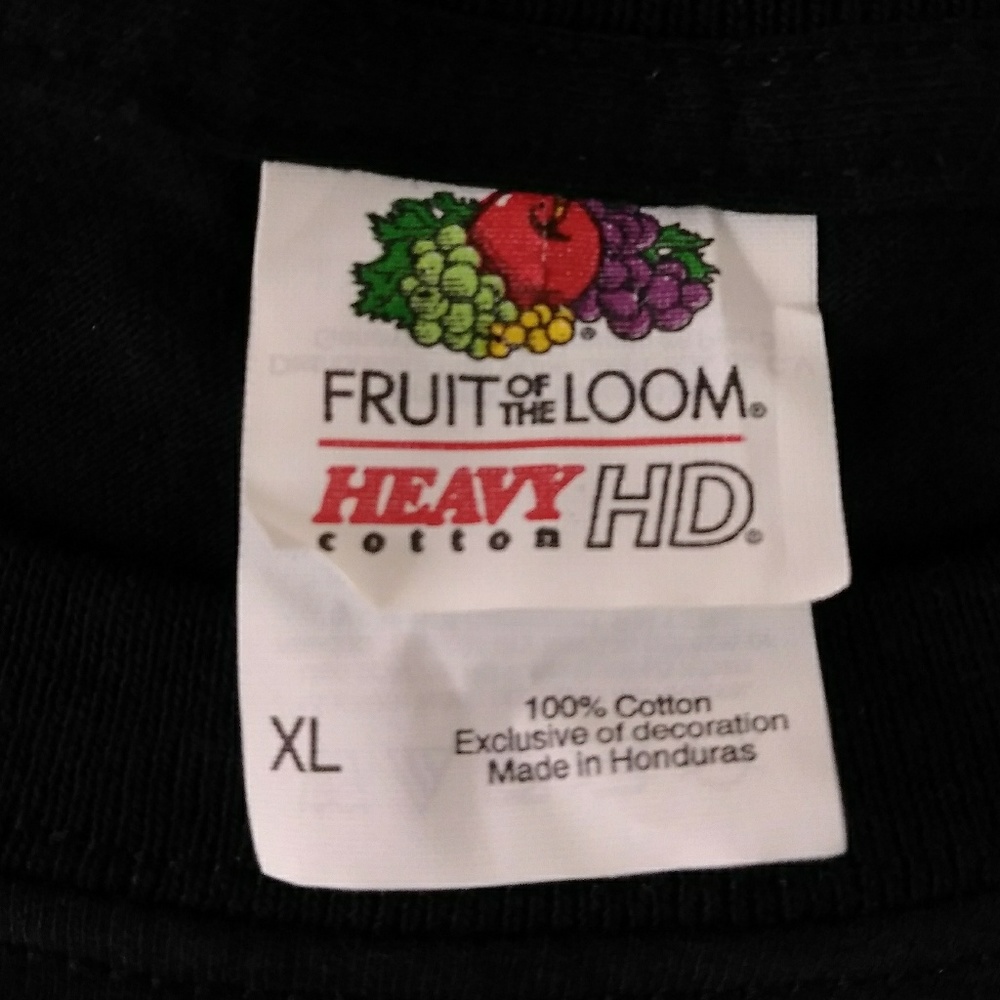 FRUIT OF THE LOOM®
HEAVY cotton HD®
XL
100% Cotton
Exclusive of decoration
Made in Honduras